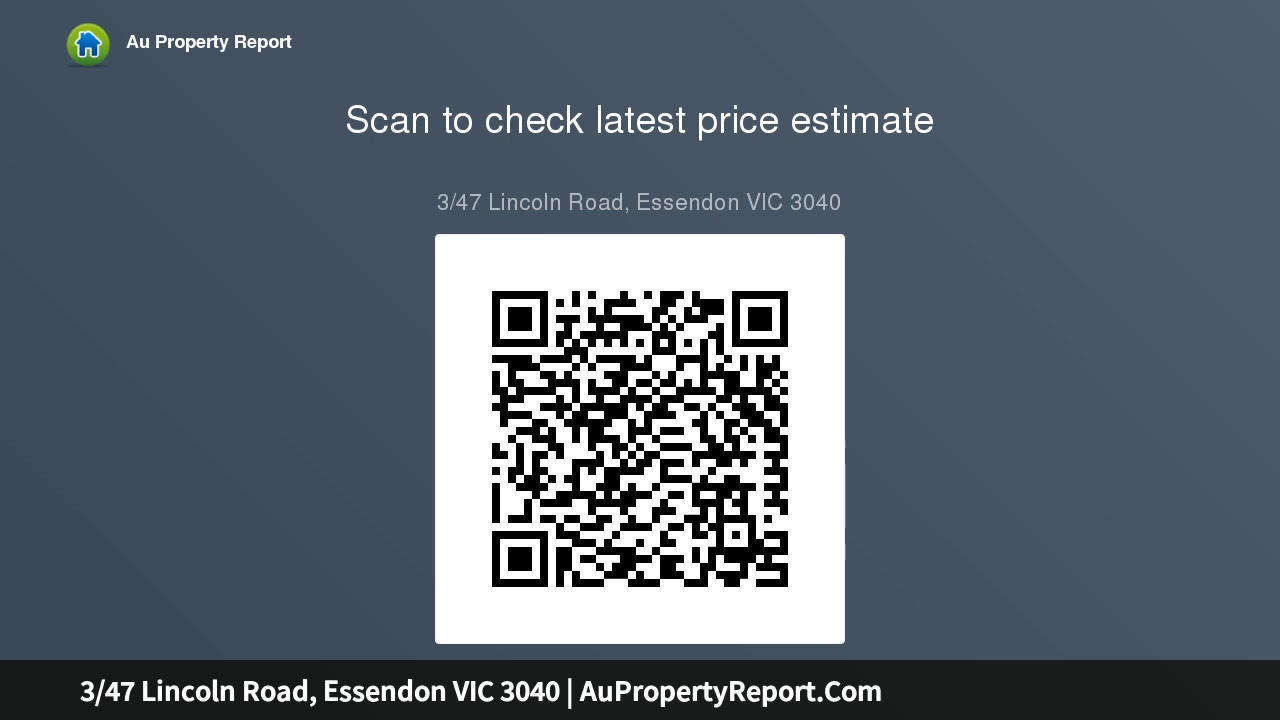 Au Property Report
Scan to check latest price estimate
3/47 Lincoln Road, Essendon VIC 3040
3/47 Lincoln Road, Essendon VIC 3040 | AuPropertyReport.Com